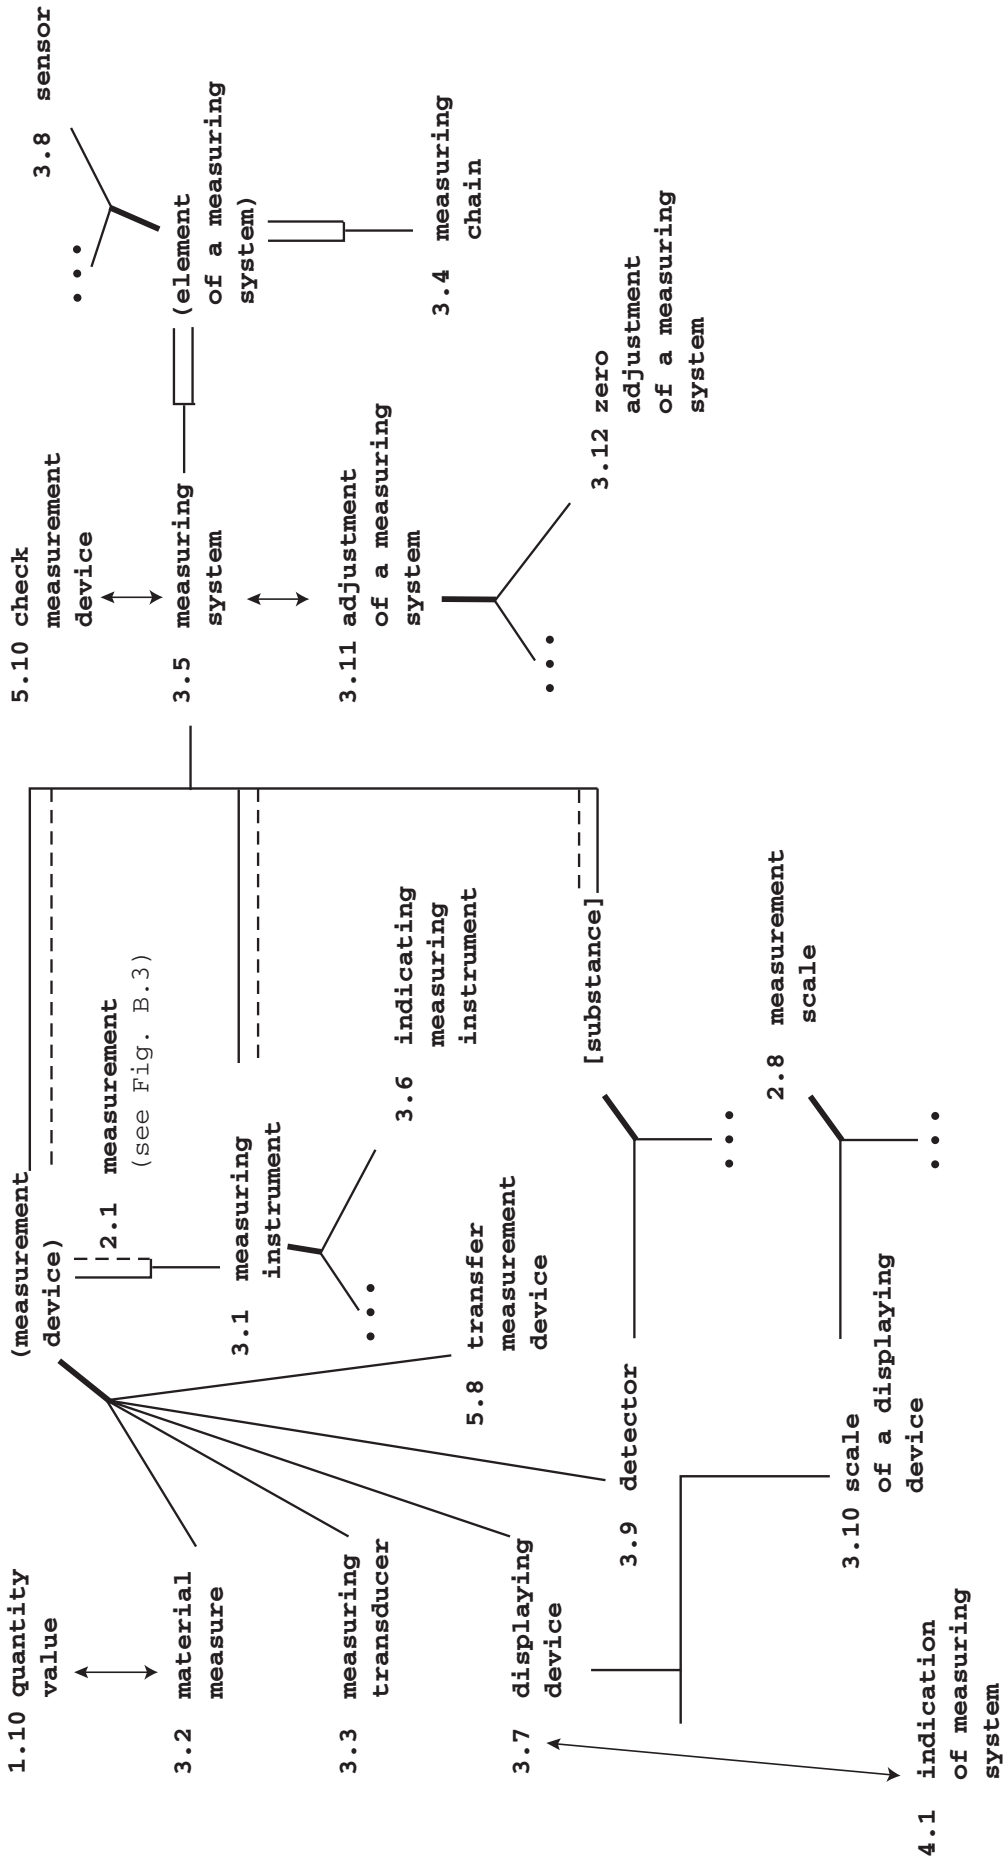 1.10 quantity
value
3.2 material
measure
3.3 measuring
transducer
3.7 displaying
device
4.1 indication
of measuring
system
(measurement
device)
2.1 measurement
(see Fig. B.3)
3.1 measuring
instrument
• • •
3.6 indicating
measuring
instrument
5.8 transfer
measurement
device
3.9 detector
3.10 scale
of a displaying
device
[substance]
• • •
2.8 measurement
scale
• • •
5.10 check
measurement
device
3.5 measuring
system
3.11 adjustment
of a measuring
system
• • •
3.12 zero
adjustment
of a measuring
system
3.8 sensor
• • •
(element
of a measuring
system)
3.4 measuring
chain